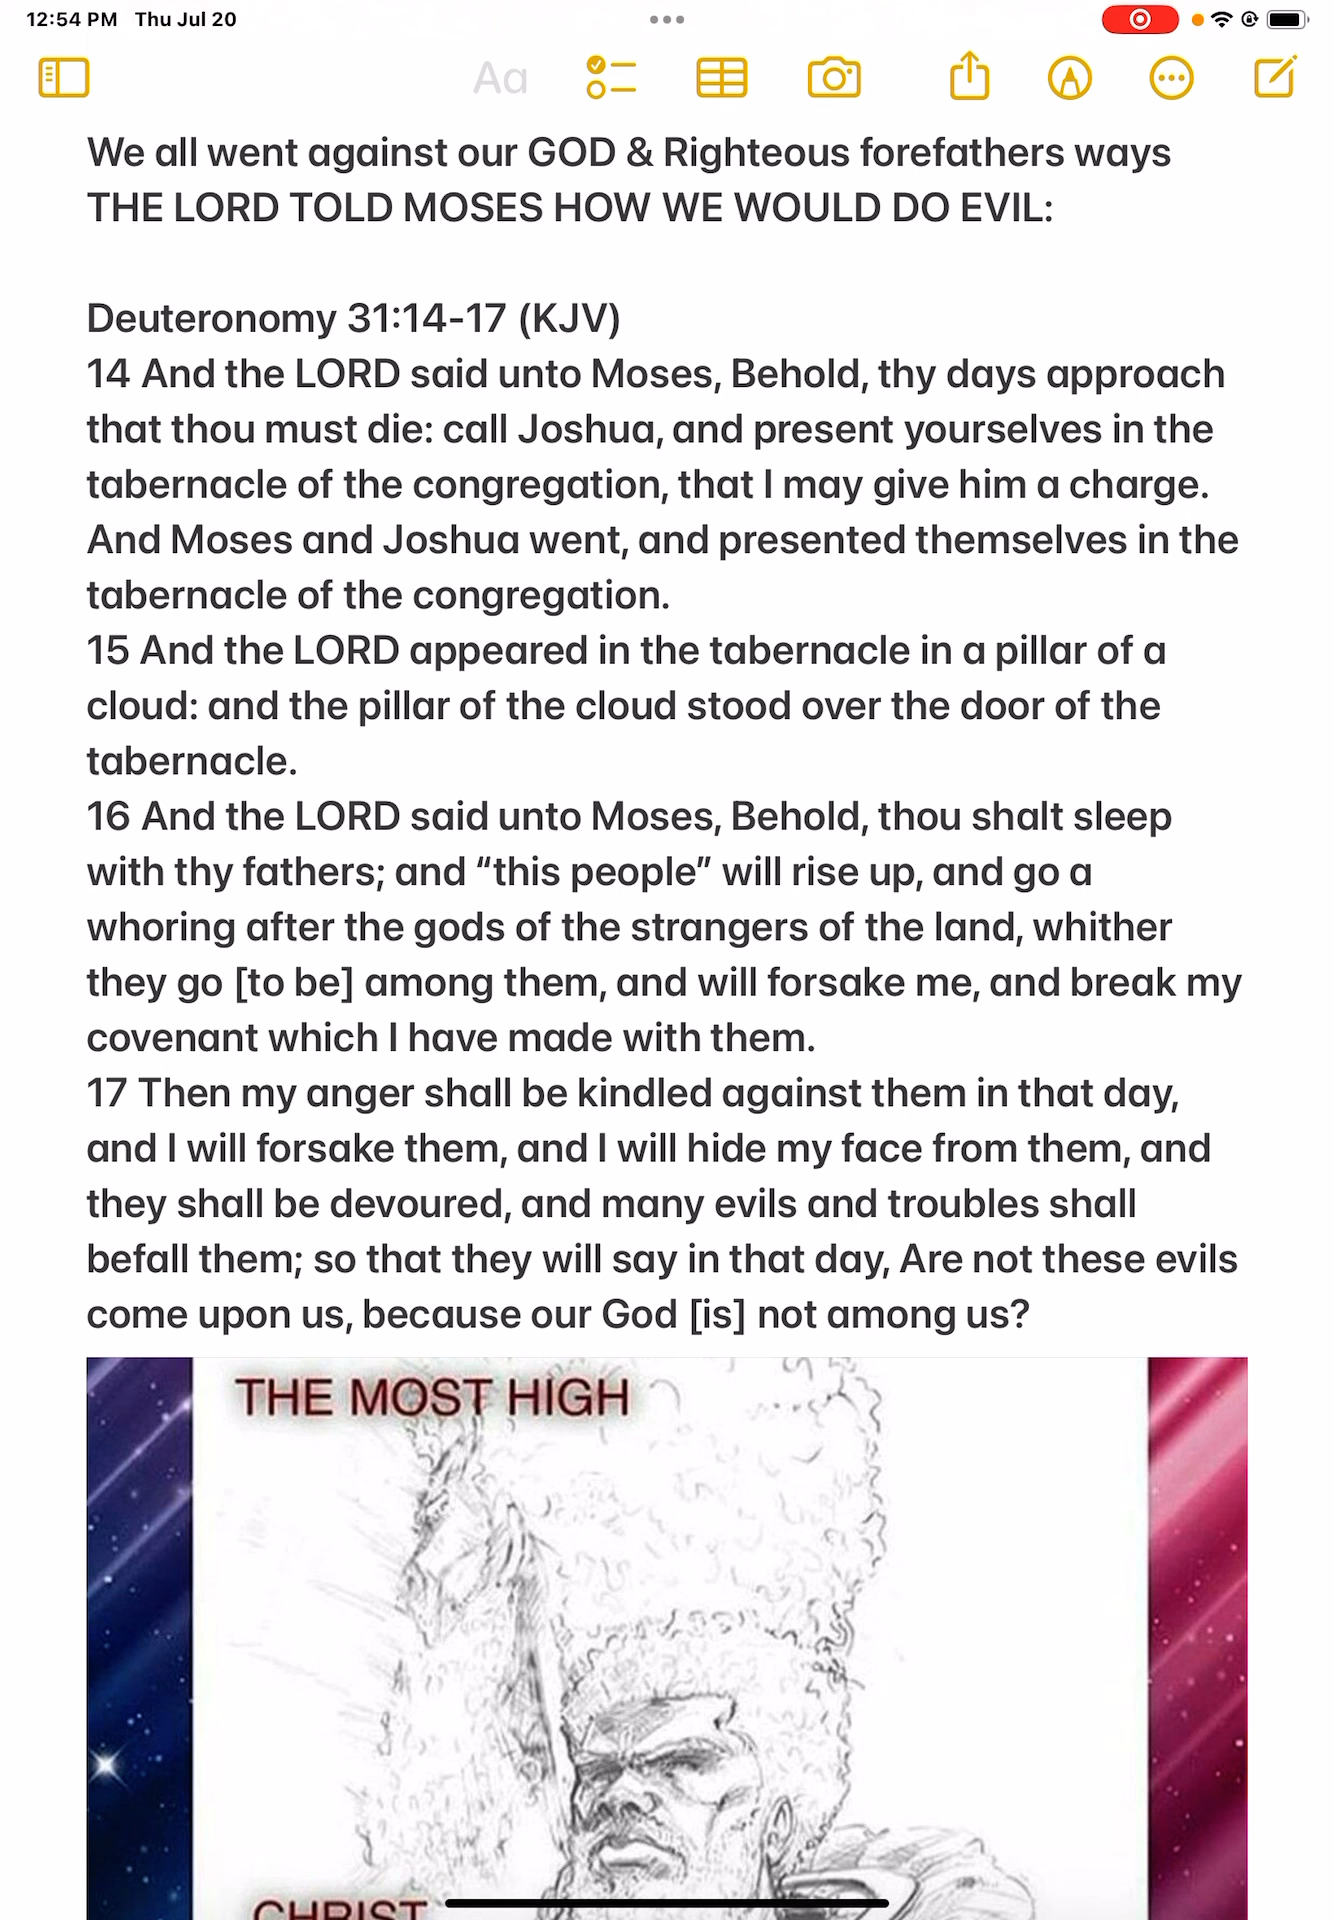 12:54 PM Thu Jul 20
Aa
We all went against our GOD & Righteous forefathers ways
THE LORD TOLD MOSES HOW WE WOULD DO EVIL:
Deuteronomy 31:14-17 (KJV)
14 And the LORD said unto Moses, Behold, thy days approach
that thou must die: call Joshua, and present yourselves in the
tabernacle of the congregation, that I may give him a charge.
And Moses and Joshua went, and presented themselves in the
tabernacle of the congregation.
15 And the LORD appeared in the tabernacle in a pillar of a
cloud: and the pillar of the cloud stood over the door of the
tabernacle.
16 And the LORD said unto Moses, Behold, thou shalt sleep
with thy fathers; and “this people” will rise up, and go a
whoring after the gods of the strangers of the land, whither
they go [to be] among them, and will forsake me, and break my
covenant which I have made with them.
17 Then my anger shall be kindled against them in that day,
and I will forsake them, and I will hide my face from them, and
they shall be devoured, and many evils and troubles shall
befall them; so that they will say in that day, Are not these evils
come upon us, because our God [is] not among us?
THE MOST HIGH
CHRIST